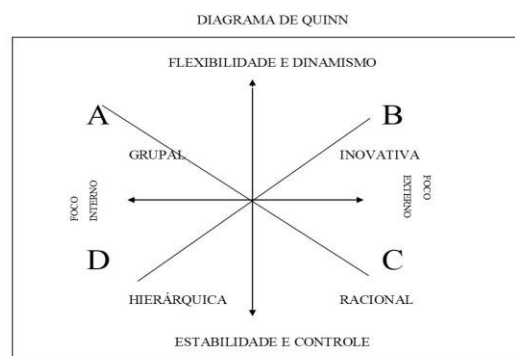 DIAGRAMA DE QUINN
FLEXIBILIDADE E DINAMISMO
A
B
GRUPAL
INOVATIVA
FOCO
INTERNO
FOCO
EXTERNO
D
C
HIERÁRQUICA
RACIONAL
ESTABILIDADE E CONTROLE